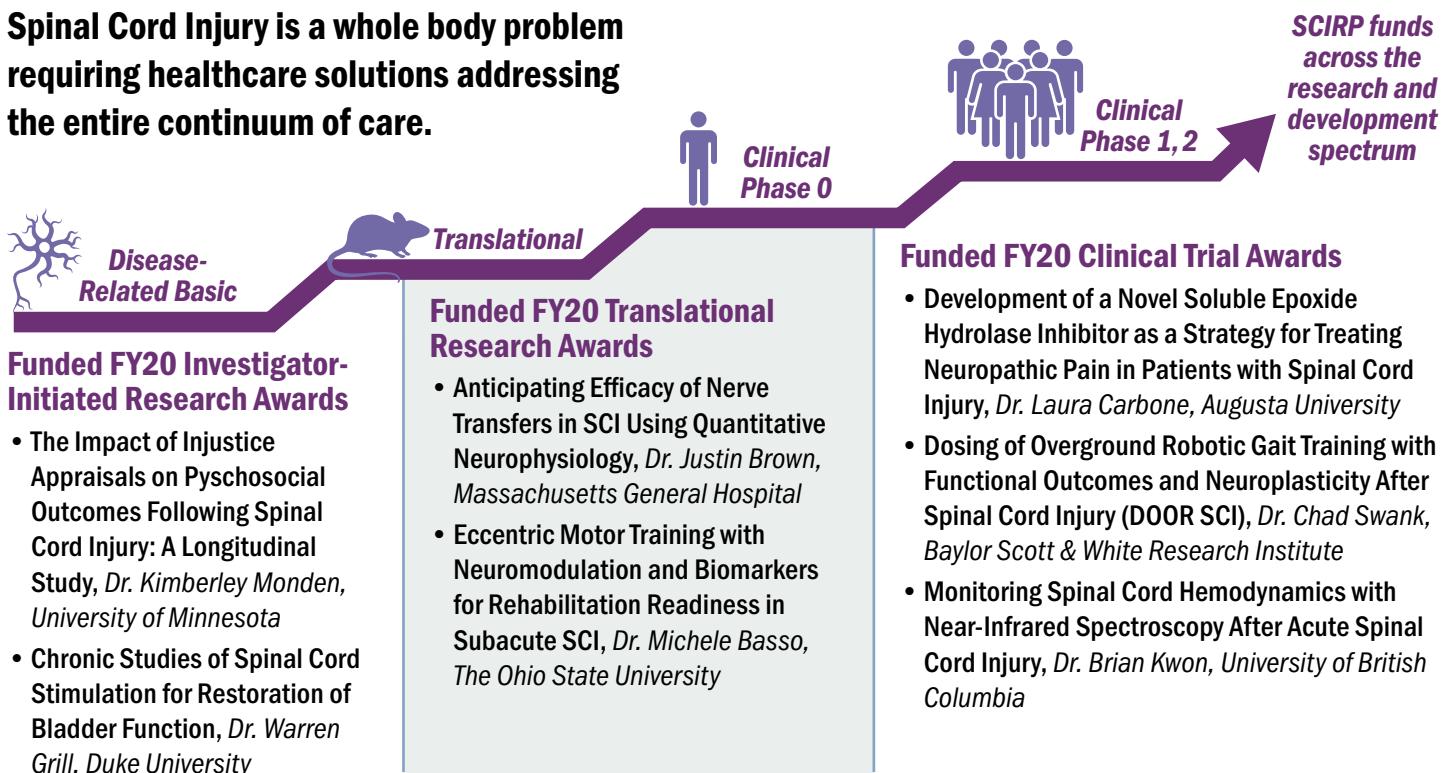 Spinal Cord Injury is a whole body problem
requiring healthcare solutions addressing
the entire continuum of care.
Disease-
Related Basic
Translational
Clinical
Phase 0
Clinical
Phase 1, 2
SCIRP funds
across the
research and
development
spectrum
Funded FY20 Investigator-
Initiated Research Awards
• The Impact of Injustice
Appraisals on Pyschosocial
Outcomes Following Spinal
Cord Injury: A Longitudinal
Study, Dr. Kimberley Monden,
University of Minnesota
• Chronic Studies of Spinal Cord
Stimulation for Restoration of
Bladder Function, Dr. Warren
Grill, Duke University
Funded FY20 Translational
Research Awards
• Anticipating Efficacy of Nerve
Transfers in SCI Using Quantitative
Neurophysiology, Dr. Justin Brown,
Massachusetts General Hospital
• Eccentric Motor Training with
Neuromodulation and Biomarkers
for Rehabilitation Readiness in
Subacute SCI, Dr. Michele Basso,
The Ohio State University
Funded FY20 Clinical Trial Awards
• Development of a Novel Soluble Epoxide
Hydrolase Inhibitor as a Strategy for Treating
Neuropathic Pain in Patients with Spinal Cord
Injury, Dr. Laura Carbone, Augusta University
• Dosing of Overground Robotic Gait Training with
Functional Outcomes and Neuroplasticity After
Spinal Cord Injury (DOOR SCI), Dr. Chad Swank,
Baylor Scott & White Research Institute
• Monitoring Spinal Cord Hemodynamics with
Near-Infrared Spectroscopy After Acute Spinal
Cord Injury, Dr. Brian Kwon, University of British
Columbia